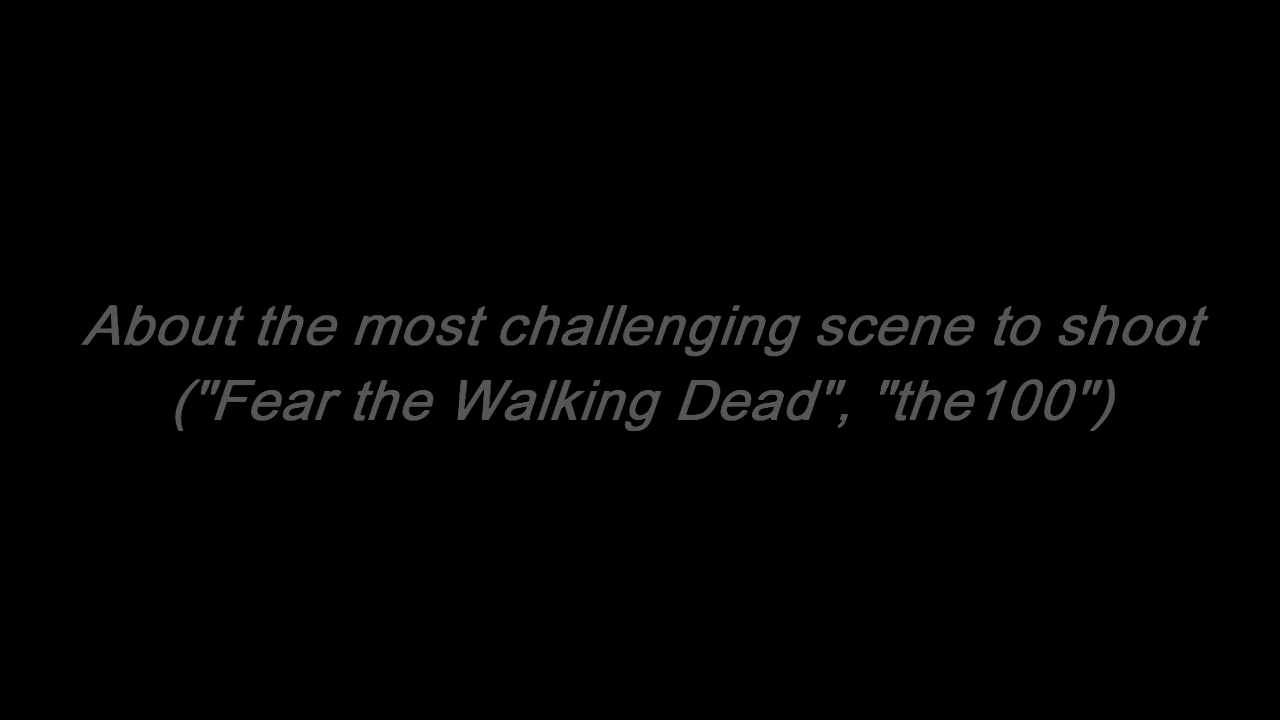 About the most challenging scene to shoot
("Fear the Walking Dead", "the100")